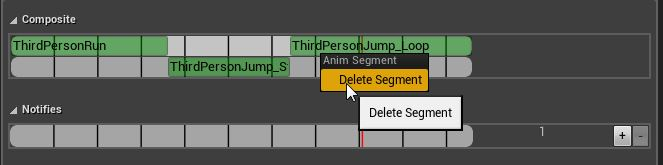 Composite
ThirdPersonRun
ThirdPersonJump_Loop
ThirdPersonJump_S
Anim Segment
Delete Segment
Delete Segment
Notifies
1
+ -